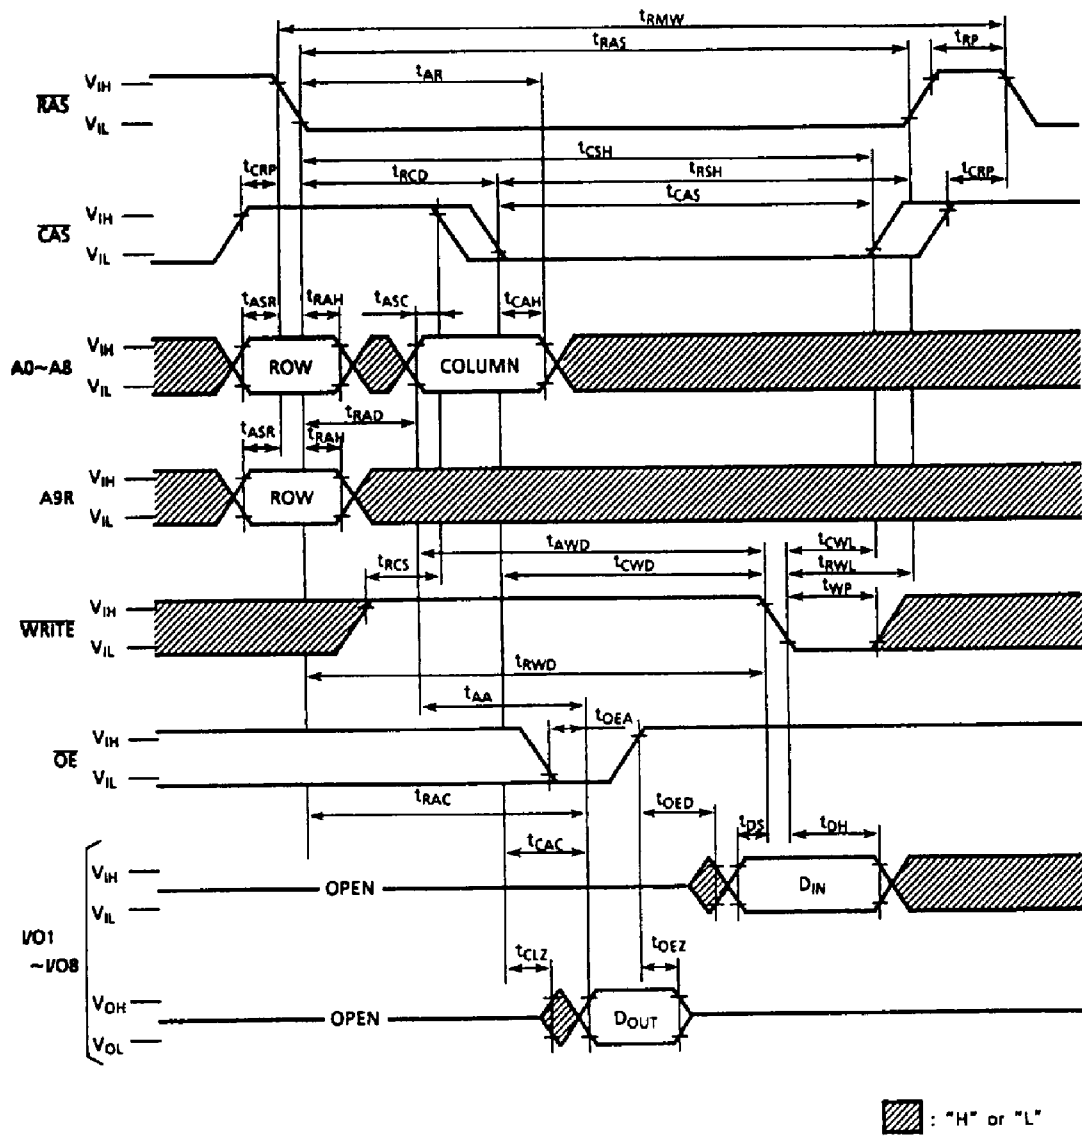 tRMW
tRAS
tRP
tAR
VIH
RAS
VIL
tCSH
tCRP
tRCD
tRSH
tCRP
tCAS
VIH
CAS
VIL
tASR
tRAH
tASC
tCAH
VIH
A0~A8
ROW
COLUMN
VIL
tRAD
tASR
tRAH
VIH
A9R
ROW
VIL
tAWD
tCWL
tRCS
tCWD
tRWL
tWP
VIH
WRITE
VIL
tRWD
tAA
tOEA
VIH
OE
VIL
tRAC
tOED
tDS
tDH
tCAC
VIH
OPEN
DIN
VIL
I/O1
~I/O8
tCLZ
tOEZ
VOH
OPEN
DOUT
VOL
: "H" or "L"